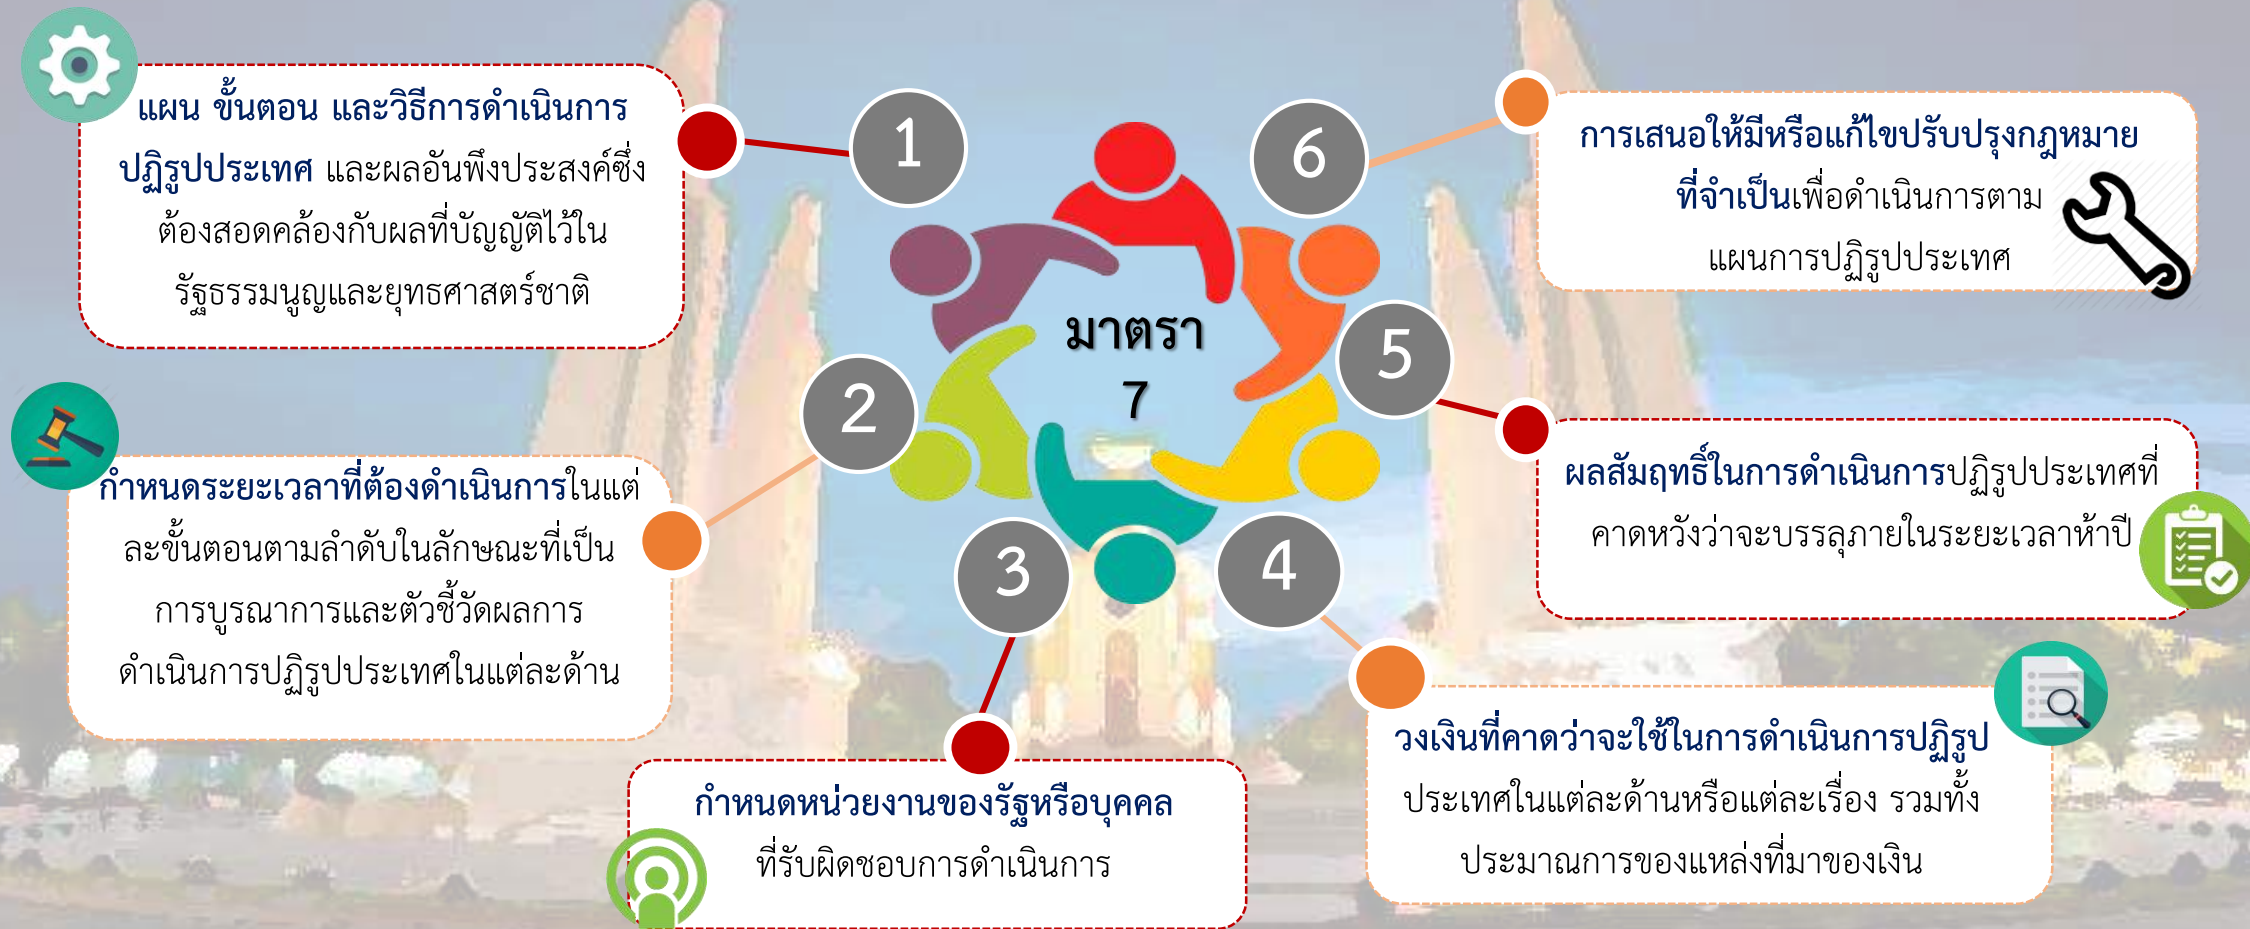 มาตรา
7
1
แผน ขั้นตอน และวิธีการดำเนินการ
ปฏิรูปประเทศ และผลอันพึงประสงค์ซึ่ง
ต้องสอดคล้องกับผลที่บัญญัติไว้ใน
รัฐธรรมนูญและยุทธศาสตร์ชาติ
2
กำหนดระยะเวลาที่ต้องดำเนินการในแต่
ละขั้นตอนตามลำดับในลักษณะที่เป็น
การบูรณาการและตัวชี้วัดผลการ
ดำเนินการปฏิรูปประเทศในแต่ละด้าน
3
กำหนดหน่วยงานของรัฐหรือบุคคล
ที่รับผิดชอบการดำเนินการ
4
วงเงินที่คาดว่าจะใช้ในการดำเนินการปฏิรูป
ประเทศในแต่ละด้านหรือแต่ละเรื่อง รวมทั้ง
ประมาณการของแหล่งที่มาของเงิน
5
ผลสัมฤทธิ์ในการดำเนินการปฏิรูปประเทศที่
คาดหวังว่าจะบรรลุภายในระยะเวลาห้าปี
6
การเสนอให้มีหรือแก้ไขปรับปรุงกฎหมาย
ที่จำเป็นเพื่อดำเนินการตาม
แผนการปฏิรูปประเทศ